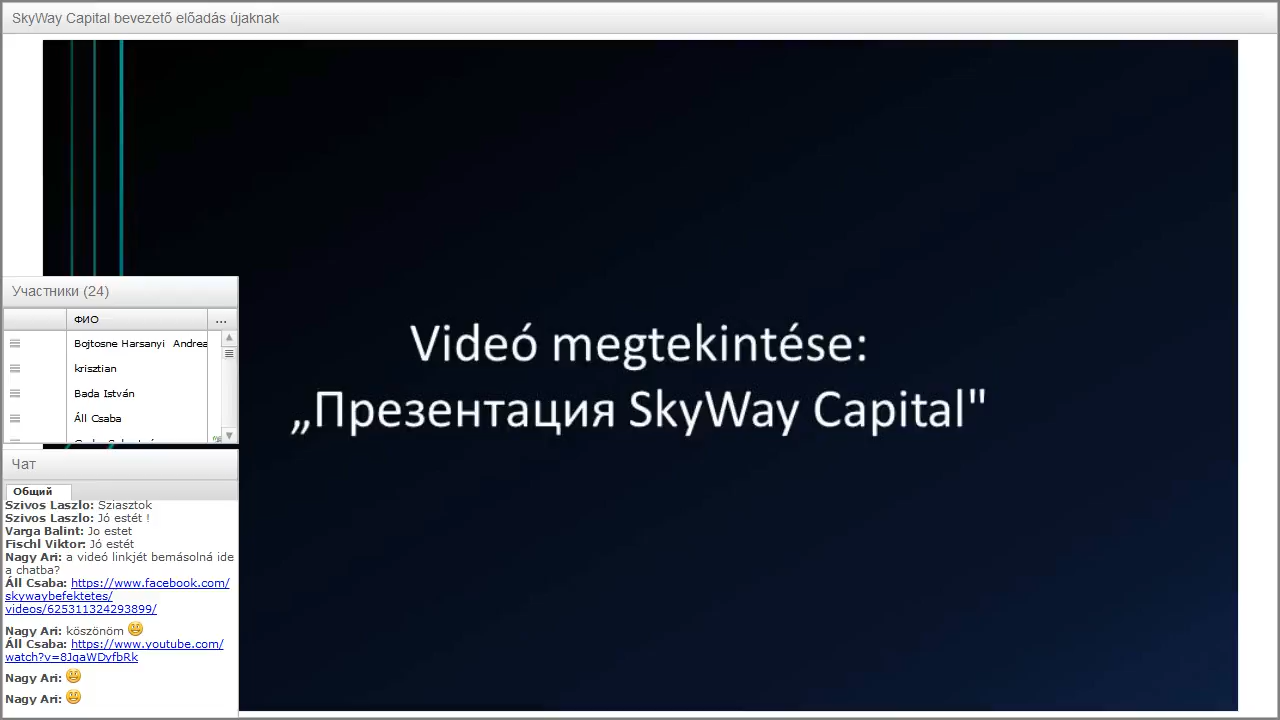 SkyWay Capital bevezető előadás újaknak
Videó megtekintése:
„Презентация SkyWay Capital"
Участники (24)
ФИО
...
Bobosne Harsanyi Andrea
krisztian
Bada István
Áll Csaba
Чат
Общий
Szivos Laszlo: Sziasztok
Szivos Laszlo: Jó estét !
Varga Balint: Jo estet
Fischl Viktor: Jó estét
Nagy Ari: a videó linkjét bemásolná ide
a chatba?
Áll Csaba: https://www.facebook.com/
skywaybefektetes/
videos/625311324293899/
Nagy Ari: köszönöm
Áll Csaba: https://www.youtube.com/
watch?v=8JgaWDyfbRk
Nagy Ari:
Nagy Ari: